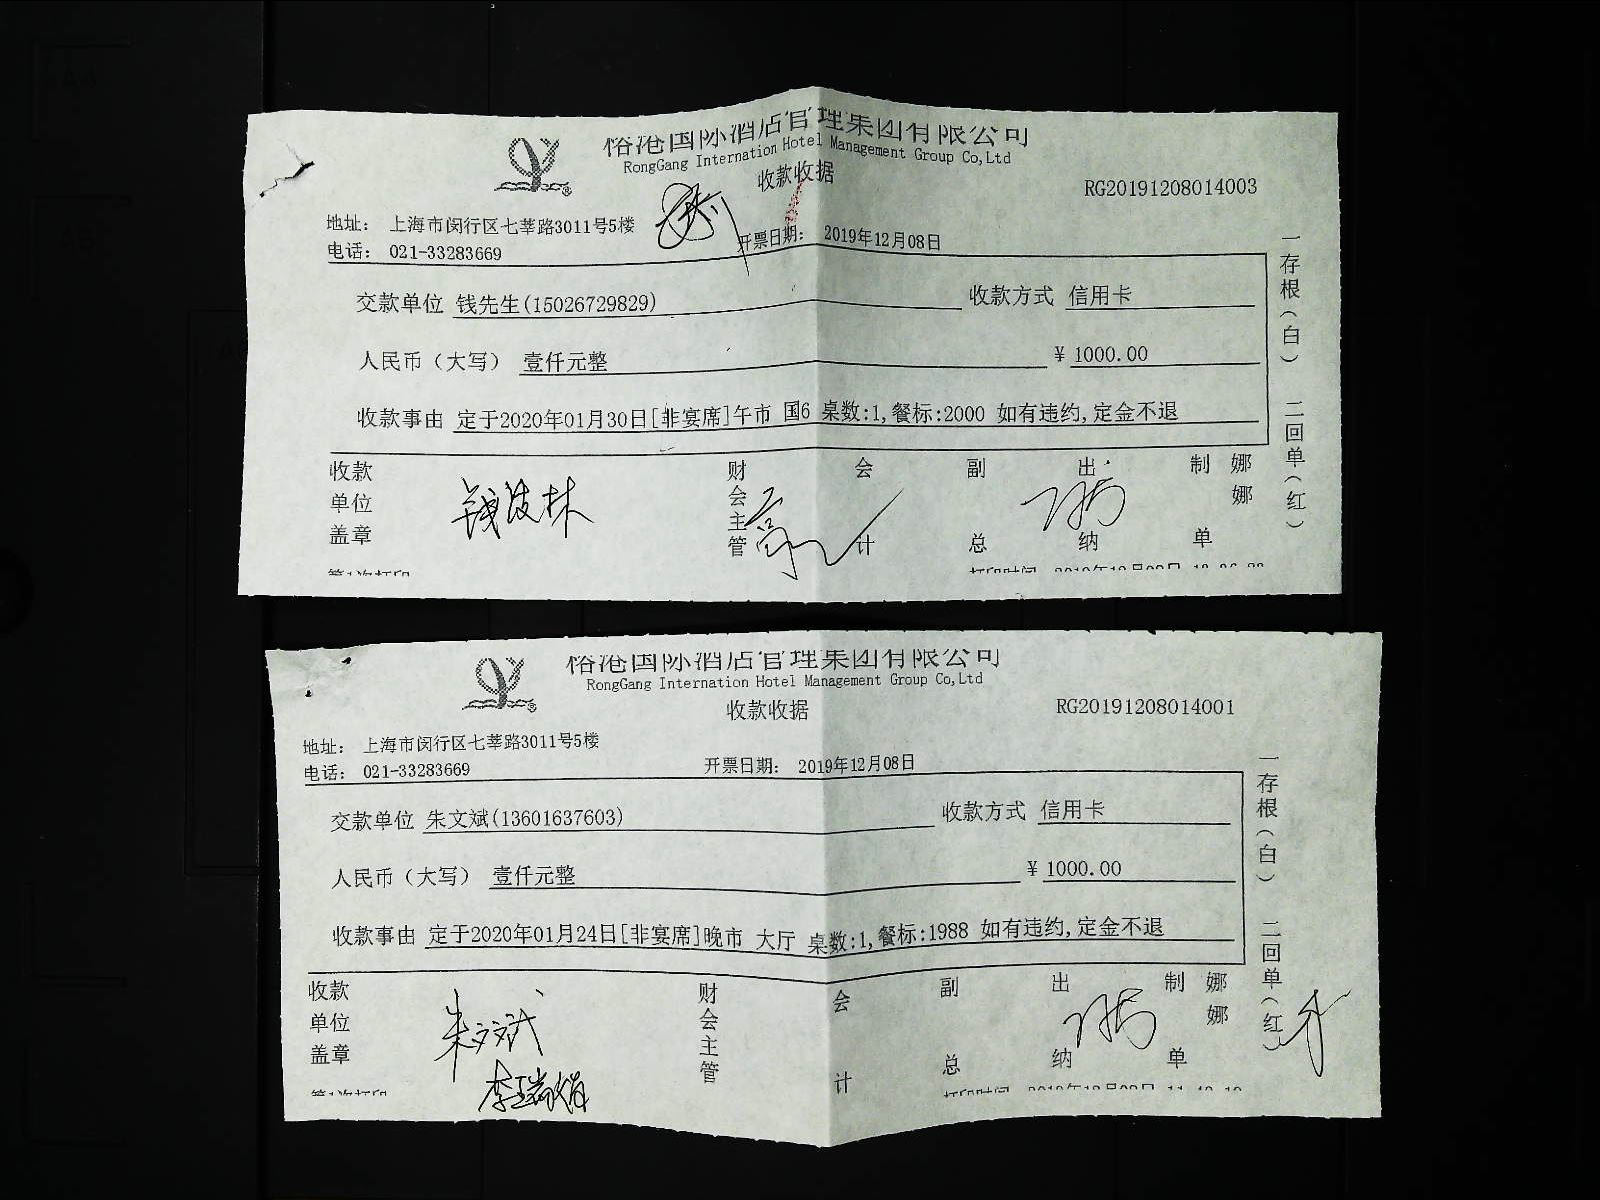 裕港国际酒店管理集团有限公司
RongGang Internation Hotel Management Group Co,Ltd
收款收据
RG20191208014003
地址: 上海市闵行区七莘路3011号5楼
电话: 021-33283669
开票日期: 2019年12月08日
交款单位 钱先生(15026729829) 收款方式 信用卡
人民币(大写) 壹仟元整 ¥ 1000.00
收款事由 定于2020年01月30日[非宴席]午市 国6 桌数:1,餐标:2000 如有违约,定金不退
收款单位盖章 财会主管 会计 副总 出纳 制单 娜娜
一存根(白) 二回单(红)
第1次打印
裕港国际酒店管理集团有限公司
RongGang Internation Hotel Management Group Co,Ltd
收款收据
RG20191208014001
地址: 上海市闵行区七莘路3011号5楼
电话: 021-33283669
开票日期: 2019年12月08日
交款单位 朱文斌(13601637603) 收款方式 信用卡
人民币(大写) 壹仟元整 ¥ 1000.00
收款事由 定于2020年01月24日[非宴席]晚市 大厅 桌数:1,餐标:1988 如有违约,定金不退
收款单位盖章 财会主管 会计 副总 出纳 制单 娜娜
朱文斌
一存根(白) 二回单(红)
第1次打印